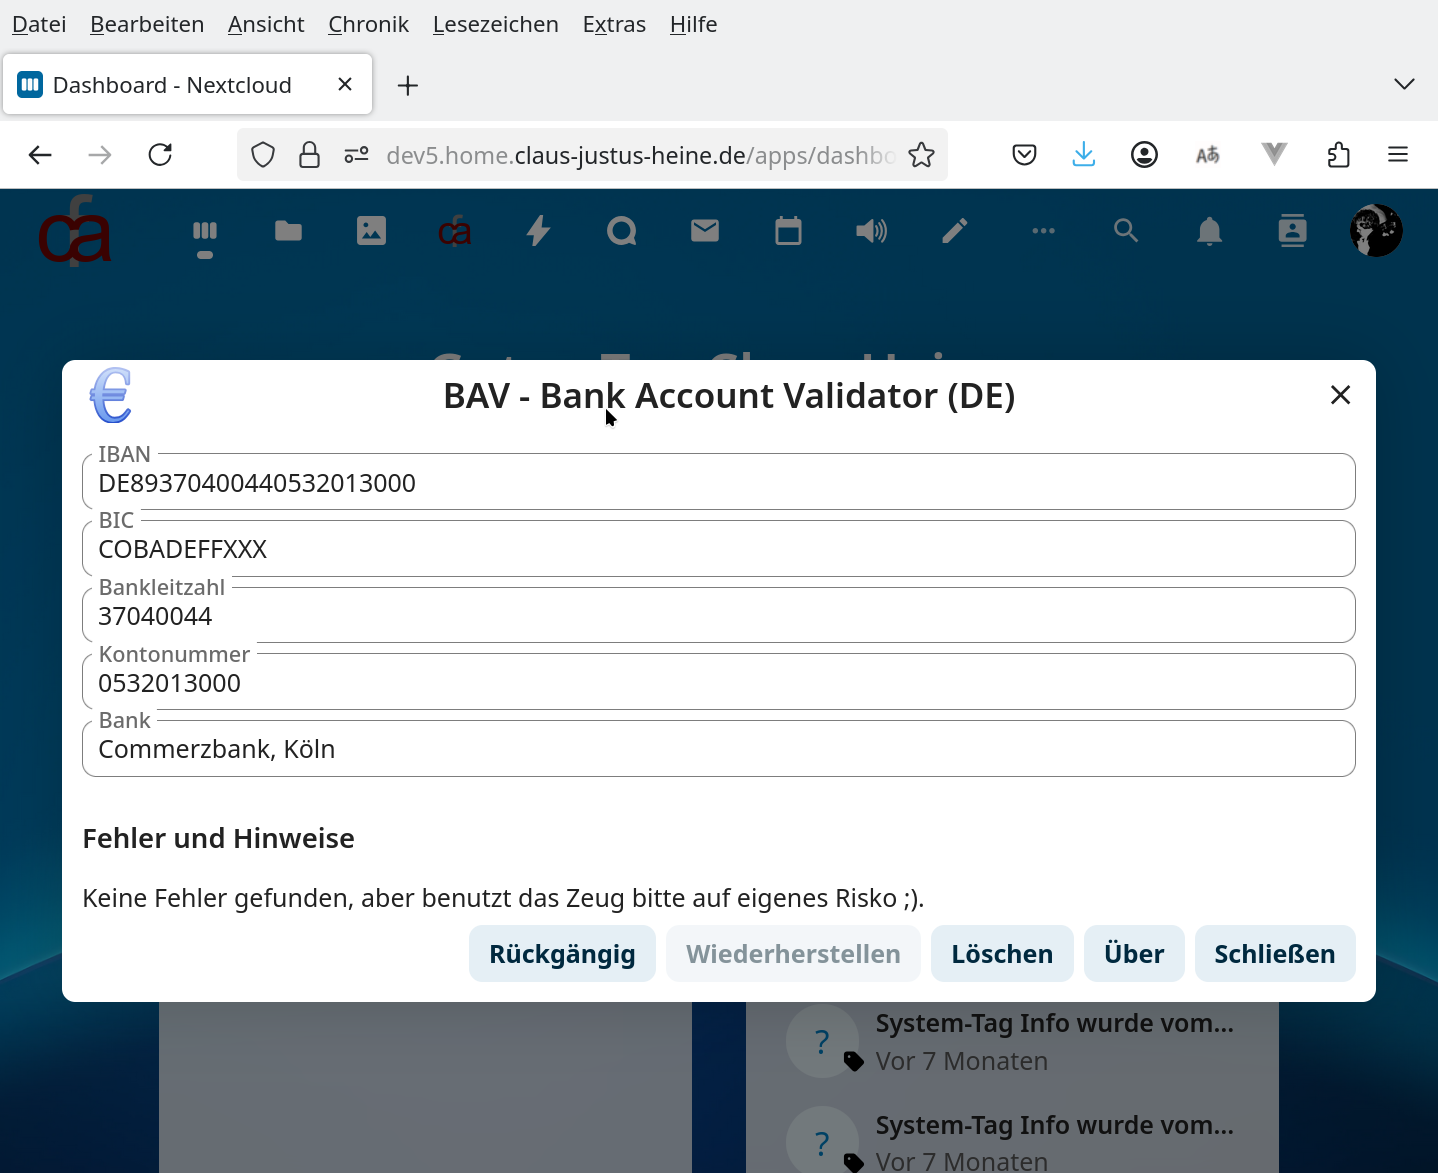 Datei Bearbeiten Ansicht Chronik Lesezeichen Extras Hilfe
Dashboard - Nextcloud
dev5.home.claus-justus-heine.de/apps/dashbo
cfa
BAV - Bank Account Validator (DE)
IBAN
DE89370400440532013000
BIC
COBADEFFXXX
Bankleitzahl
37040044
Kontonummer
0532013000
Bank
Commerzbank, Köln
Fehler und Hinweise
Keine Fehler gefunden, aber benutzt das Zeug bitte auf eigenes Risko ;).
Rückgängig Wiederherstellen Löschen Über Schließen
System-Tag Info wurde vom...
Vor 7 Monaten
System-Tag Info wurde vom...
Vor 7 Monaten